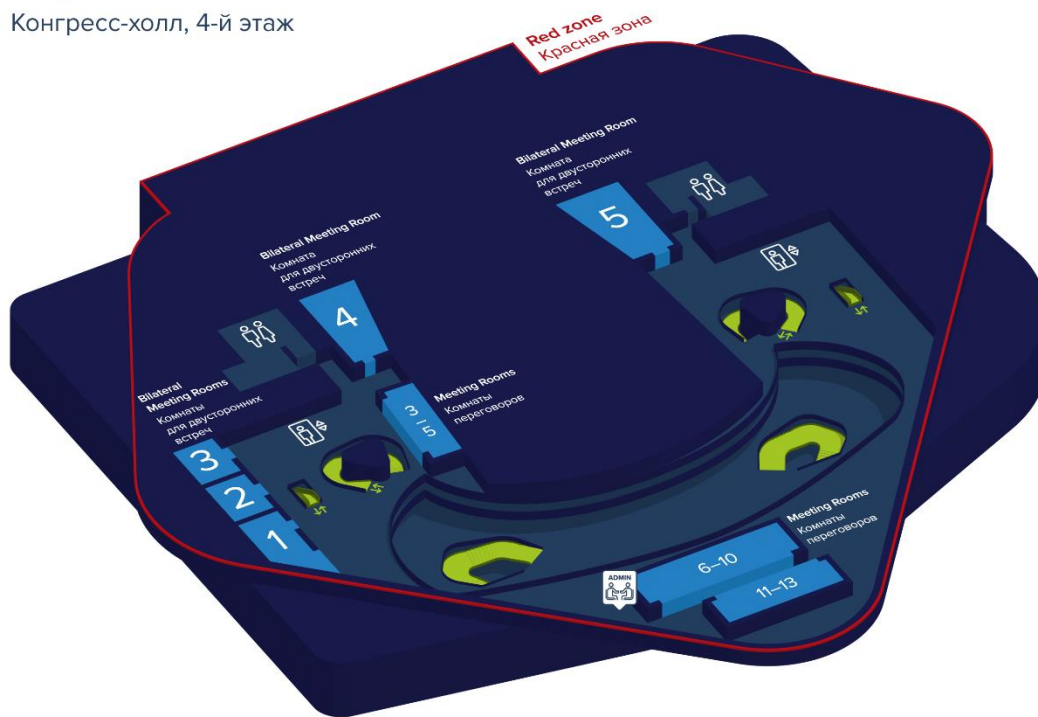 Конгресс-холл, 4-й этаж
Red zone
Красная зона
Bilateral Meeting Room
Комната
для двусторонних
встреч
5
Bilateral Meeting Room
Комната
для двусторонних
встреч
4
Bilateral
Meeting Rooms
Комнаты
для двусторонних
встреч
3
2
1
Meeting Rooms
Комнаты
переговоров
3
—
5
Meeting Rooms
Комнаты
переговоров
6–10
11–13
ADMIN